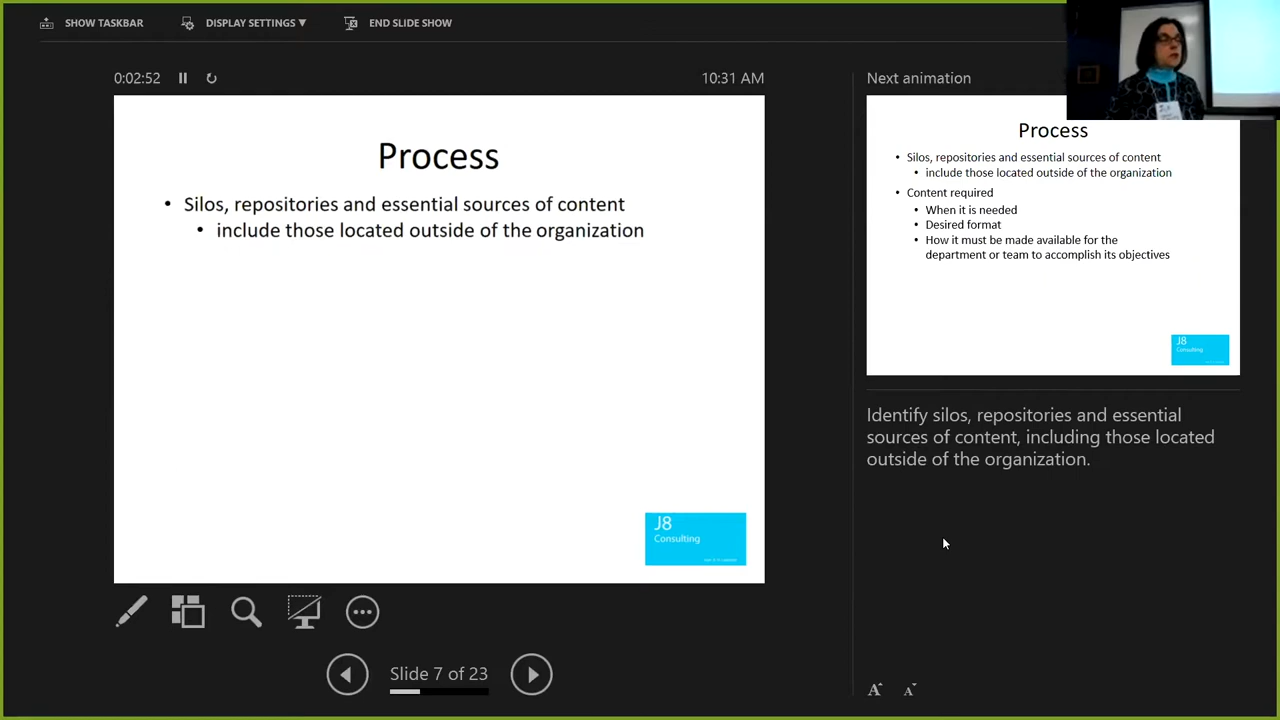 SHOW TASKBAR
DISPLAY SETTINGS ▼
END SLIDE SHOW
0:02:52
10:31 AM
Process
• Silos, repositories and essential sources of content
• include those located outside of the organization
J8
Consulting
Slide 7 of 23
Next animation
Process
• Silos, repositories and essential sources of content
• include those located outside of the organization
• Content required
• When it is needed
• Desired format
• How it must be made available for the
department or team to accomplish its objectives
J8
Consulting
Identify silos, repositories and essential
sources of content, including those located
outside of the organization.
A
A